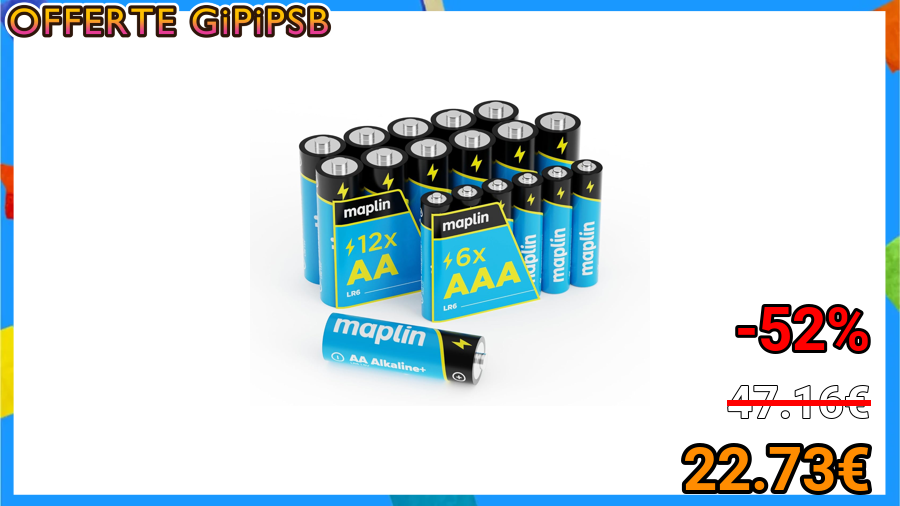 OFFERTE GiPiPSB
maplin
12x
AA
LR6
maplin
6x
AAA
LR6
maplin
maplin
maplin
maplin
AA Alkaline+
-52%
47.16€
22.73€